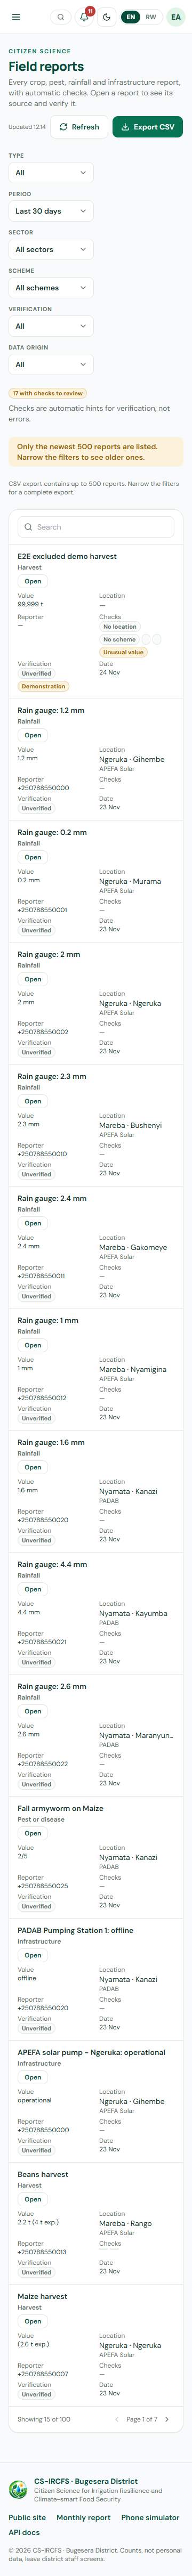 11
EN
RW
EA
CITIZEN SCIENCE
Field reports
Every crop, pest, rainfall and infrastructure report,
with automatic checks. Open a report to see its
source and verify it.
Updated 12:14
Refresh
Export CSV
TYPE
All
PERIOD
Last 30 days
SECTOR
All sectors
SCHEME
All schemes
VERIFICATION
All
DATA ORIGIN
All
17 with checks to review
Checks are automatic hints for verification, not
errors.
Only the newest 500 reports are listed.
Narrow the filters to see older ones.
CSV export contains up to 500 reports. Narrow the filters
for a complete export.
Search
E2E excluded demo harvest
Harvest
Open
Value
99,999 t
Location
—
Reporter
—
Checks
No location
No scheme
Unusual value
Verification
Unverified
Demonstration
Date
24 Nov
Rain gauge: 1.2 mm
Rainfall
Open
Value
1.2 mm
Location
Ngeruka · Gihembe
APEFA Solar
Reporter
+250788550000
Checks
—
Verification
Unverified
Date
23 Nov
Rain gauge: 0.2 mm
Rainfall
Open
Value
0.2 mm
Location
Ngeruka · Murama
APEFA Solar
Reporter
+250788550001
Checks
—
Verification
Unverified
Date
23 Nov
Rain gauge: 2 mm
Rainfall
Open
Value
2 mm
Location
Ngeruka · Ngeruka
APEFA Solar
Reporter
+250788550002
Checks
—
Verification
Unverified
Date
23 Nov
Rain gauge: 2.3 mm
Rainfall
Open
Value
2.3 mm
Location
Mareba · Bushenyi
APEFA Solar
Reporter
+250788550010
Checks
—
Verification
Unverified
Date
23 Nov
Rain gauge: 2.4 mm
Rainfall
Open
Value
2.4 mm
Location
Mareba · Gakomeye
APEFA Solar
Reporter
+250788550011
Checks
—
Verification
Unverified
Date
23 Nov
Rain gauge: 1 mm
Rainfall
Open
Value
1 mm
Location
Mareba · Nyamigina
APEFA Solar
Reporter
+250788550012
Checks
—
Verification
Unverified
Date
23 Nov
Rain gauge: 1.6 mm
Rainfall
Open
Value
1.6 mm
Location
Nyamata · Kanazi
PADAB
Reporter
+250788550020
Checks
—
Verification
Unverified
Date
23 Nov
Rain gauge: 4.4 mm
Rainfall
Open
Value
4.4 mm
Location
Nyamata · Kayumba
PADAB
Reporter
+250788550021
Checks
—
Verification
Unverified
Date
23 Nov
Rain gauge: 2.6 mm
Rainfall
Open
Value
2.6 mm
Location
Nyamata · Maranyun...
PADAB
Reporter
+250788550022
Checks
—
Verification
Unverified
Date
23 Nov
Fall armyworm on Maize
Pest or disease
Open
Value
2/5
Location
Nyamata · Kanazi
PADAB
Reporter
+250788550025
Checks
—
Verification
Unverified
Date
23 Nov
PADAB Pumping Station 1: offline
Infrastructure
Open
Value
offline
Location
Nyamata · Kanazi
PADAB
Reporter
+250788550020
Checks
—
Verification
Unverified
Date
23 Nov
APEFA solar pump - Ngeruka: operational
Infrastructure
Open
Value
operational
Location
Ngeruka · Gihembe
APEFA Solar
Reporter
+250788550000
Checks
—
Verification
Unverified
Date
23 Nov
Beans harvest
Harvest
Open
Value
2.2 t (4 t exp.)
Location
Mareba · Rango
APEFA Solar
Reporter
+250788550013
Checks
Verification
Unverified
Date
23 Nov
Maize harvest
Harvest
Open
Value
(2.6 t exp.)
Location
Ngeruka · Ngeruka
APEFA Solar
Reporter
+250788550007
Checks
—
Verification
Unverified
Date
23 Nov
Showing 15 of 100
Page 1 of 7
CS-IRCFS · Bugesera District
Citizen Science for Irrigation Resilience and
Climate-smart Food Security
Public site
Monthly report
Phone simulator
API docs
© 2026 CS-IRCFS · Bugesera District. Counts, not personal
data, leave district staff screens.